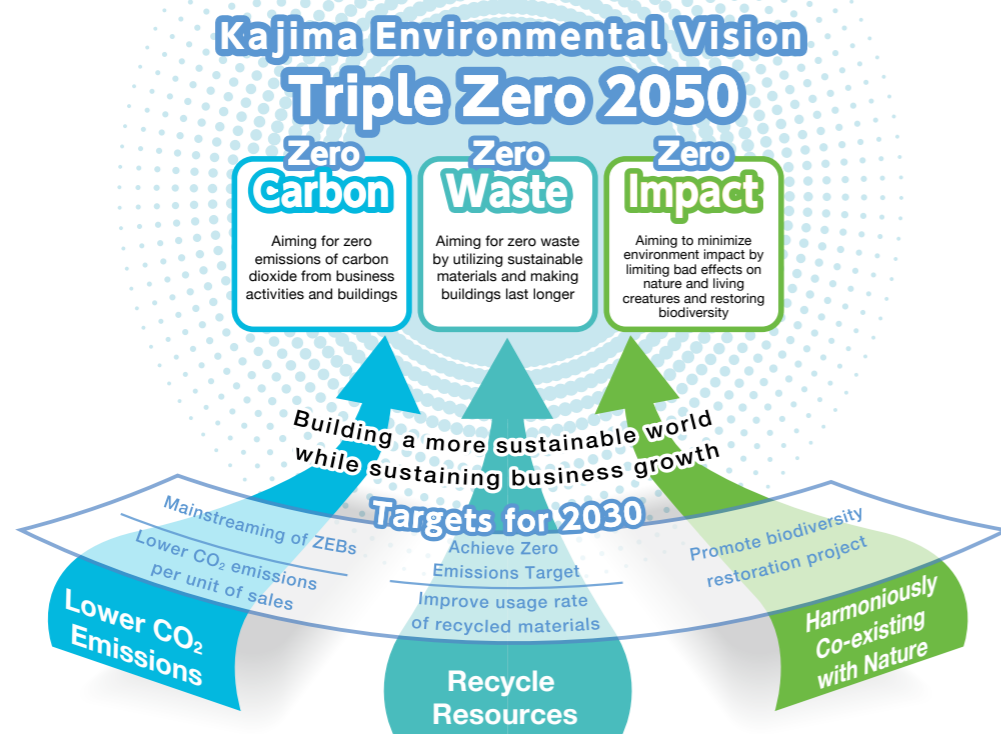 Kajima Environmental Vision
Triple Zero 2050
Zero
Carbon
Aiming for zero
emissions of carbon
dioxide from business
activities and buildings
Zero
Waste
Aiming for zero waste
by utilizing sustainable
materials and making
buildings last longer
Zero
Impact
Aiming to minimize
environment impact by
limiting bad effects on
nature and living
creatures and restoring
biodiversity
Building a more sustainable world
while sustaining business growth
Targets for 2030
Mainstreaming of ZEBs
Lower CO₂ emissions
per unit of sales
Achieve Zero
Emissions Target
Improve usage rate
of recycled materials
Promote biodiversity
restoration project
Lower CO₂
Emissions
Recycle
Resources
Harmoniously
Co-existing
with Nature